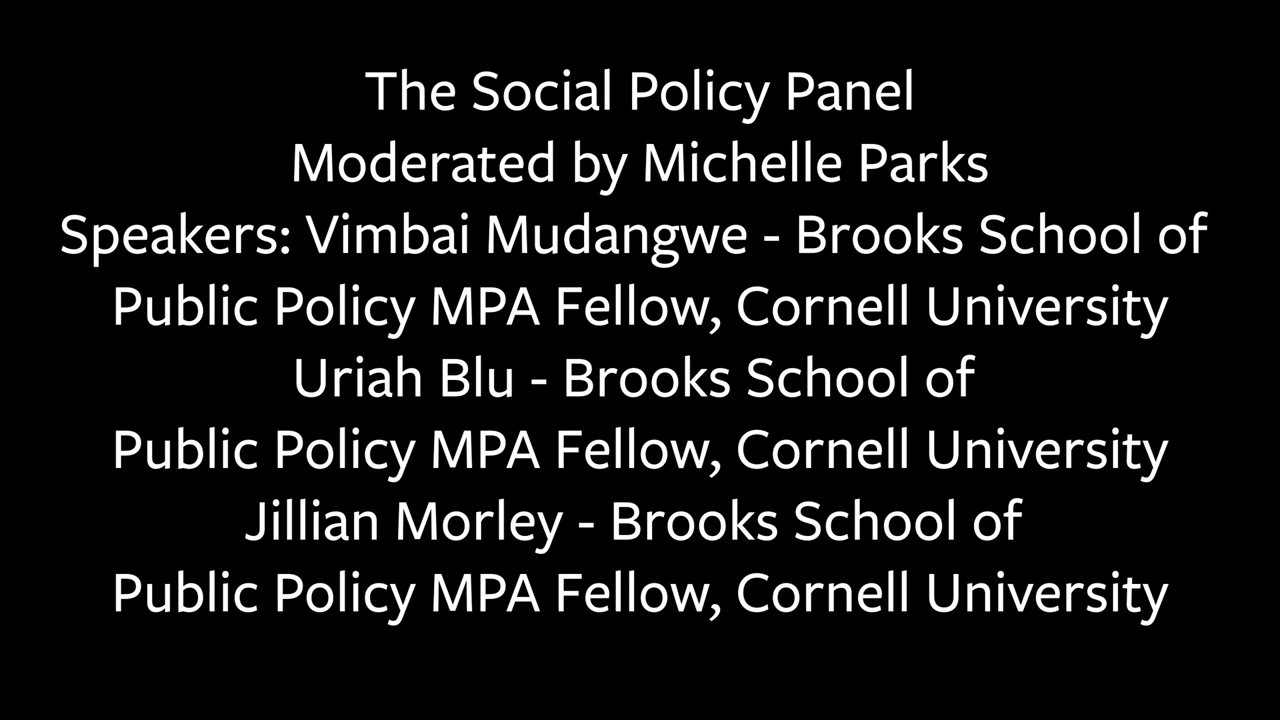 The Social Policy Panel
Moderated by Michelle Parks
Speakers: Vimbai Mudangwe - Brooks School of
Public Policy MPA Fellow, Cornell University
Uriah Blu - Brooks School of
Public Policy MPA Fellow, Cornell University
Jillian Morley - Brooks School of
Public Policy MPA Fellow, Cornell University